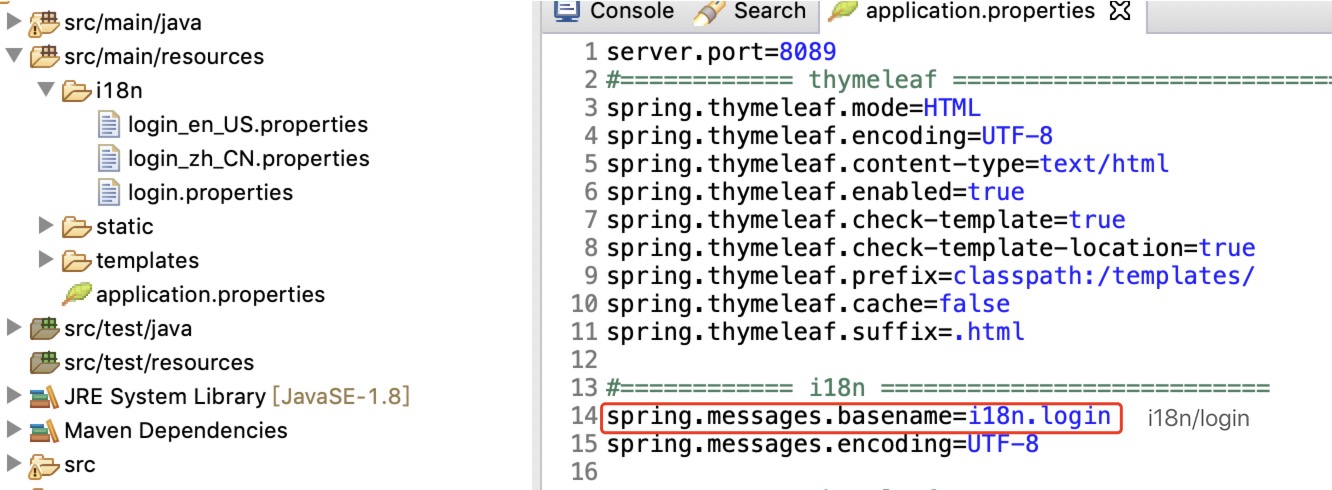 src/main/java
src/main/resources
i18n
login_en_US.properties
login_zh_CN.properties
login.properties
static
templates
application.properties
src/test/java
src/test/resources
JRE System Library [JavaSE-1.8]
Maven Dependencies
src
Console Search application.properties
1 server.port=8089
2 #============ thymeleaf ==========================
3 spring.thymeleaf.mode=HTML
4 spring.thymeleaf.encoding=UTF-8
5 spring.thymeleaf.content-type=text/html
6 spring.thymeleaf.enabled=true
7 spring.thymeleaf.check-template=true
8 spring.thymeleaf.check-template-location=true
9 spring.thymeleaf.prefix=classpath:/templates/
10 spring.thymeleaf.cache=false
11 spring.thymeleaf.suffix=.html
12
13 #============ i18n ===========================
14 spring.messages.basename=i18n.login i18n/login
15 spring.messages.encoding=UTF-8
16